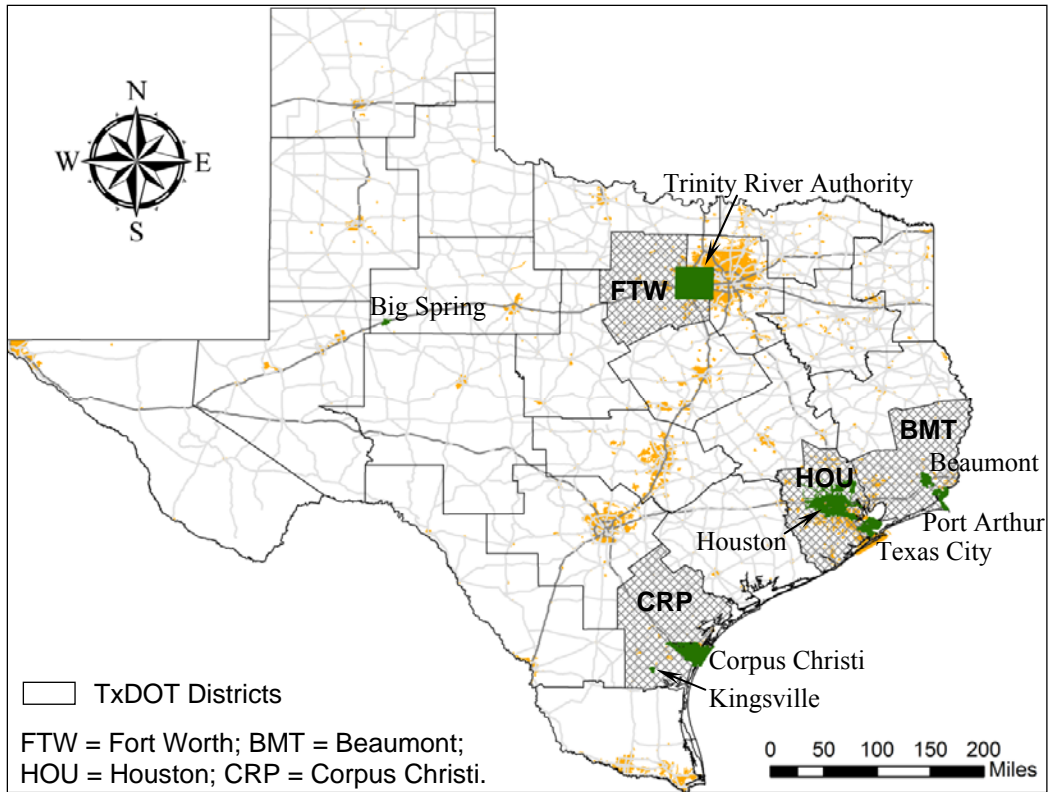 N
W E
S
Trinity River Authority
FTW
Big Spring
BMT
Beaumont
HOU
Port Arthur
Houston
Texas City
CRP
Corpus Christi
Kingsville
TxDOT Districts
FTW = Fort Worth; BMT = Beaumont;
HOU = Houston; CRP = Corpus Christi.
0 50 100 150 200
Miles